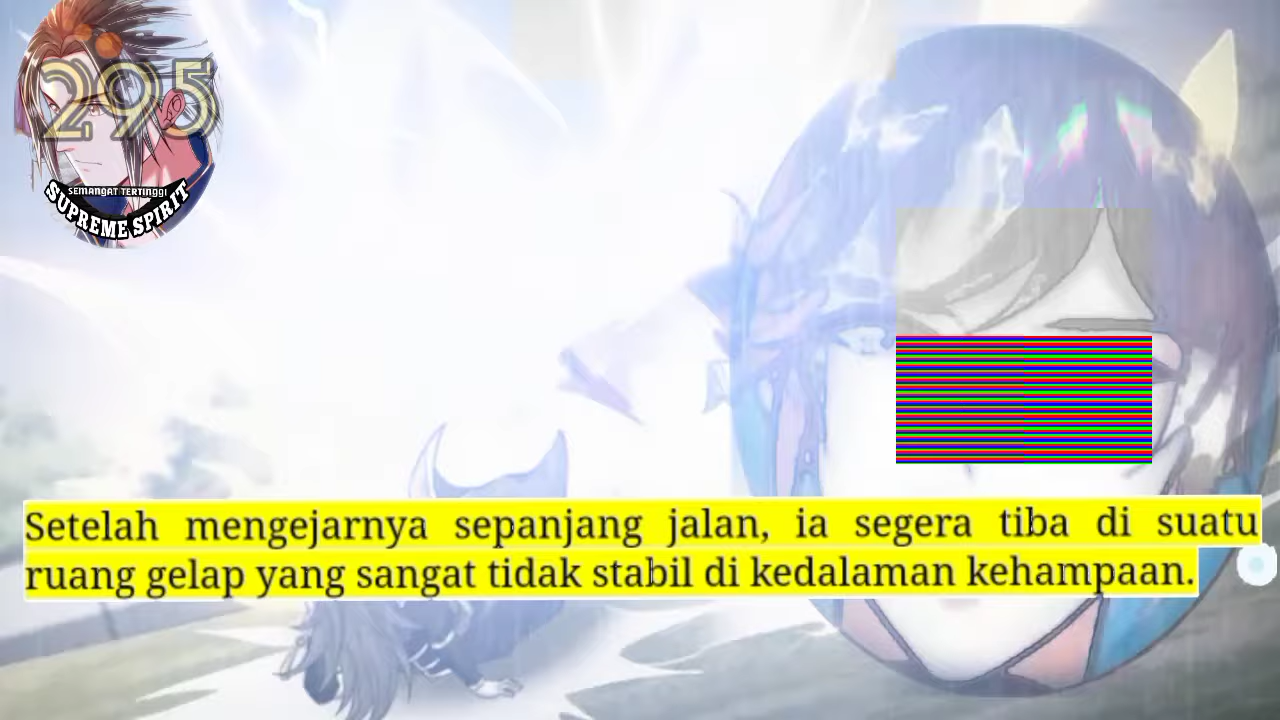 295
SEMANGAT TERTINGGI
SUPREME SPIRIT
Setelah mengejarnya sepanjang jalan, ia segera tiba di suatu
ruang gelap yang sangat tidak stabil di kedalaman kehampaan.